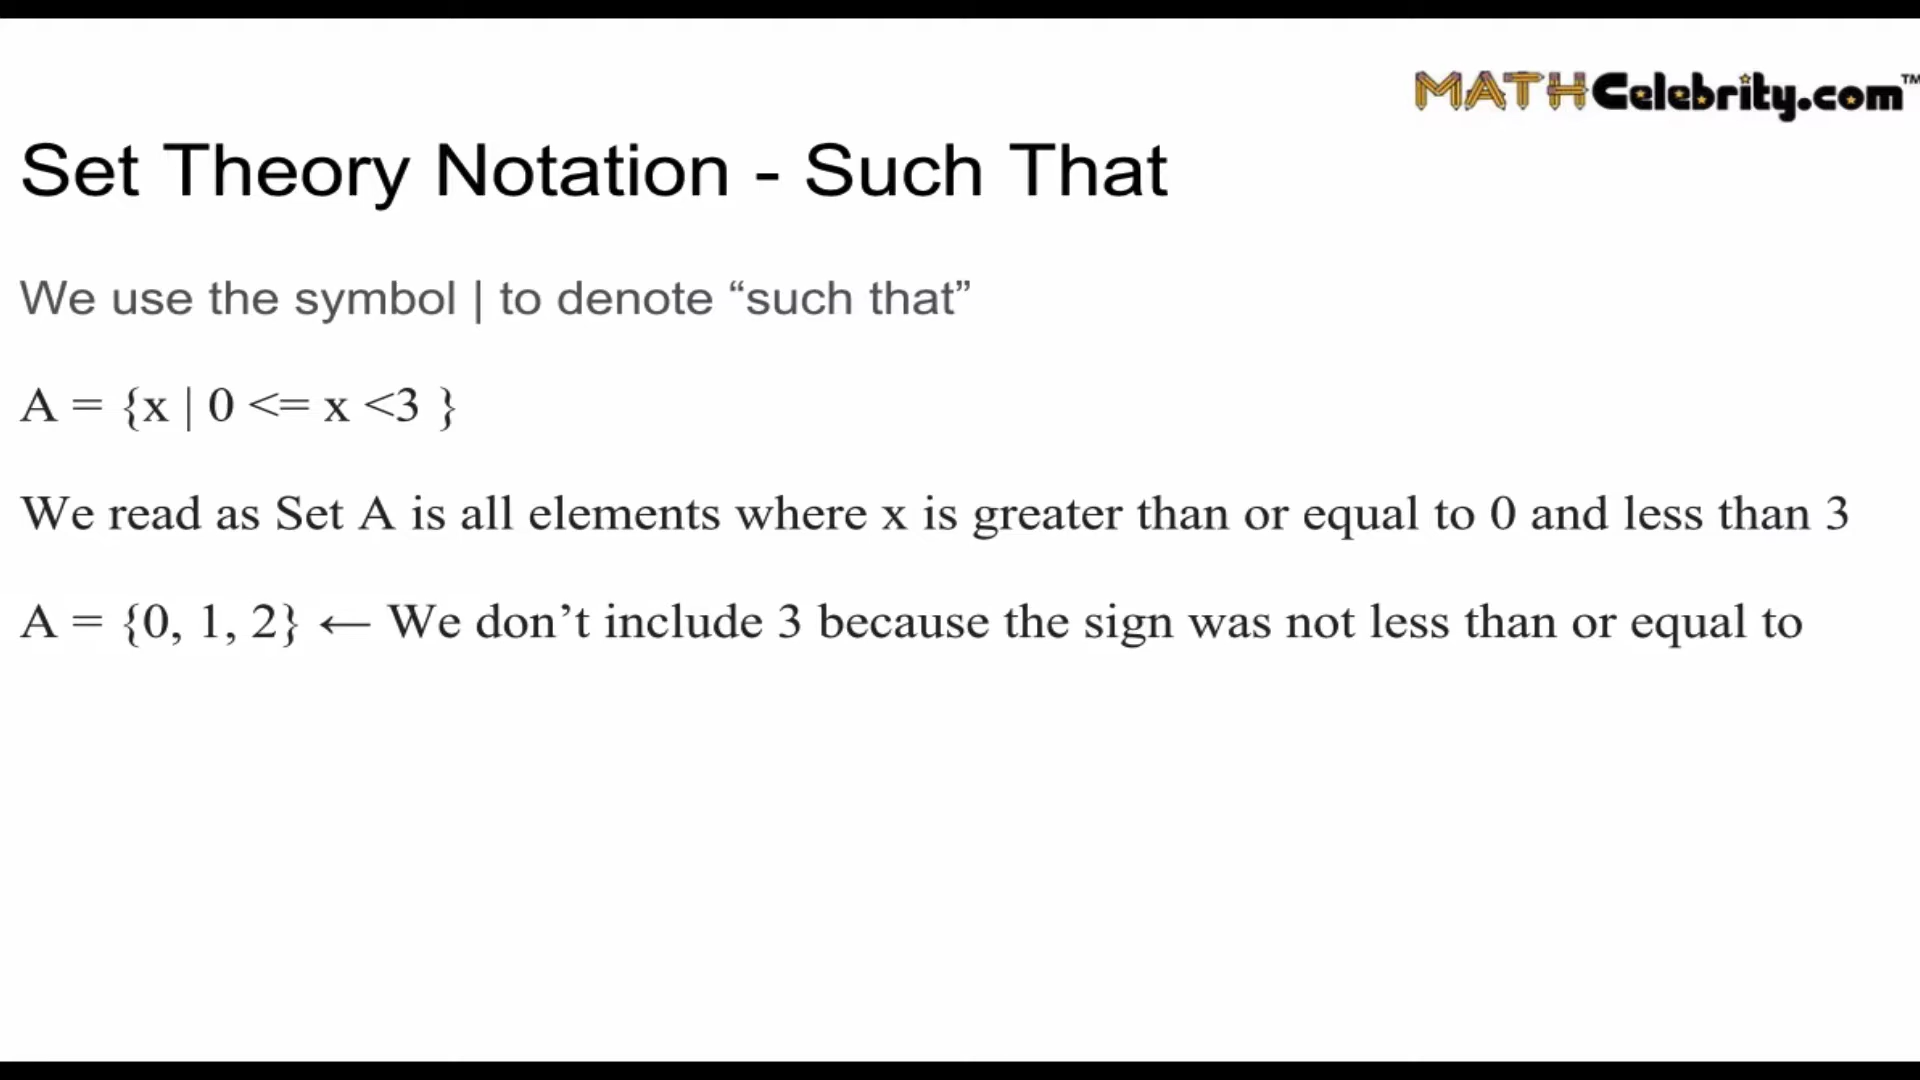 MATHCelebrity.com™
Set Theory Notation - Such That
We use the symbol | to denote “such that”
A = {x | 0 <= x <3 }
We read as Set A is all elements where x is greater than or equal to 0 and less than 3
A = {0, 1, 2} ← We don’t include 3 because the sign was not less than or equal to